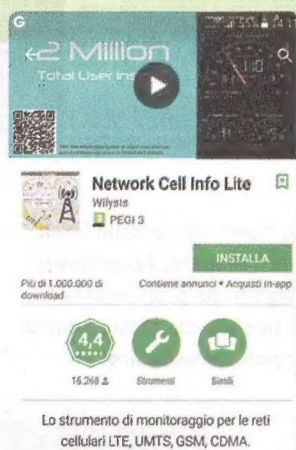 G
2 Million
Total User Ins
Network Cell Info Lite
Wilysis
3 PEGI 3
INSTALLA
Più di 1.000.000 di
download
Contiene annunci • Acquisti in-app
4,4
16.268
Strumenti
Simili
Lo strumento di monitoraggio per le reti
cellulari LTE, UMTS, GSM, CDMA.